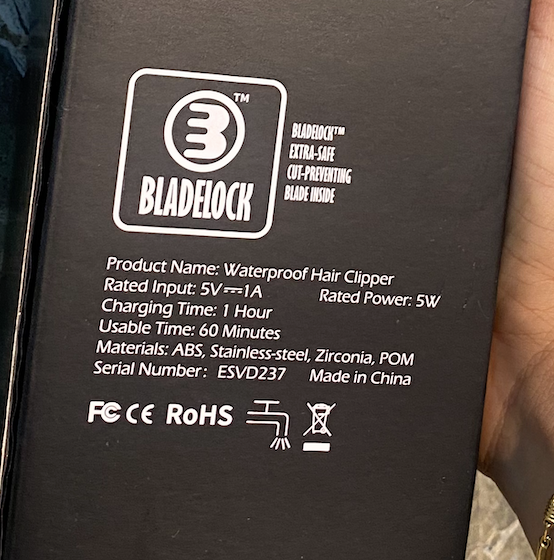 B™
BLADELOCK
BLADELOCK™
EXTRA-SAFE
CUT-PREVENTING
BLADE INSIDE
Product Name: Waterproof Hair Clipper
Rated Input: 5V⎓1A Rated Power: 5W
Charging Time: 1 Hour
Usable Time: 60 Minutes
Materials: ABS, Stainless-steel, Zirconia, POM
Serial Number: ESVD237 Made in China
FC CE RoHS